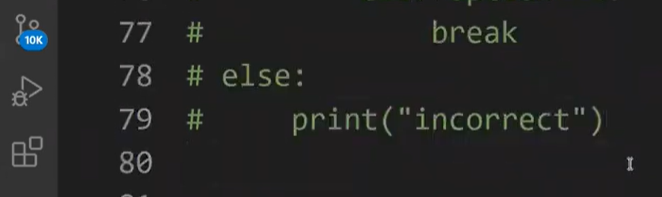 10K
77 # break
78 # else:
79 # print("incorrect")
80